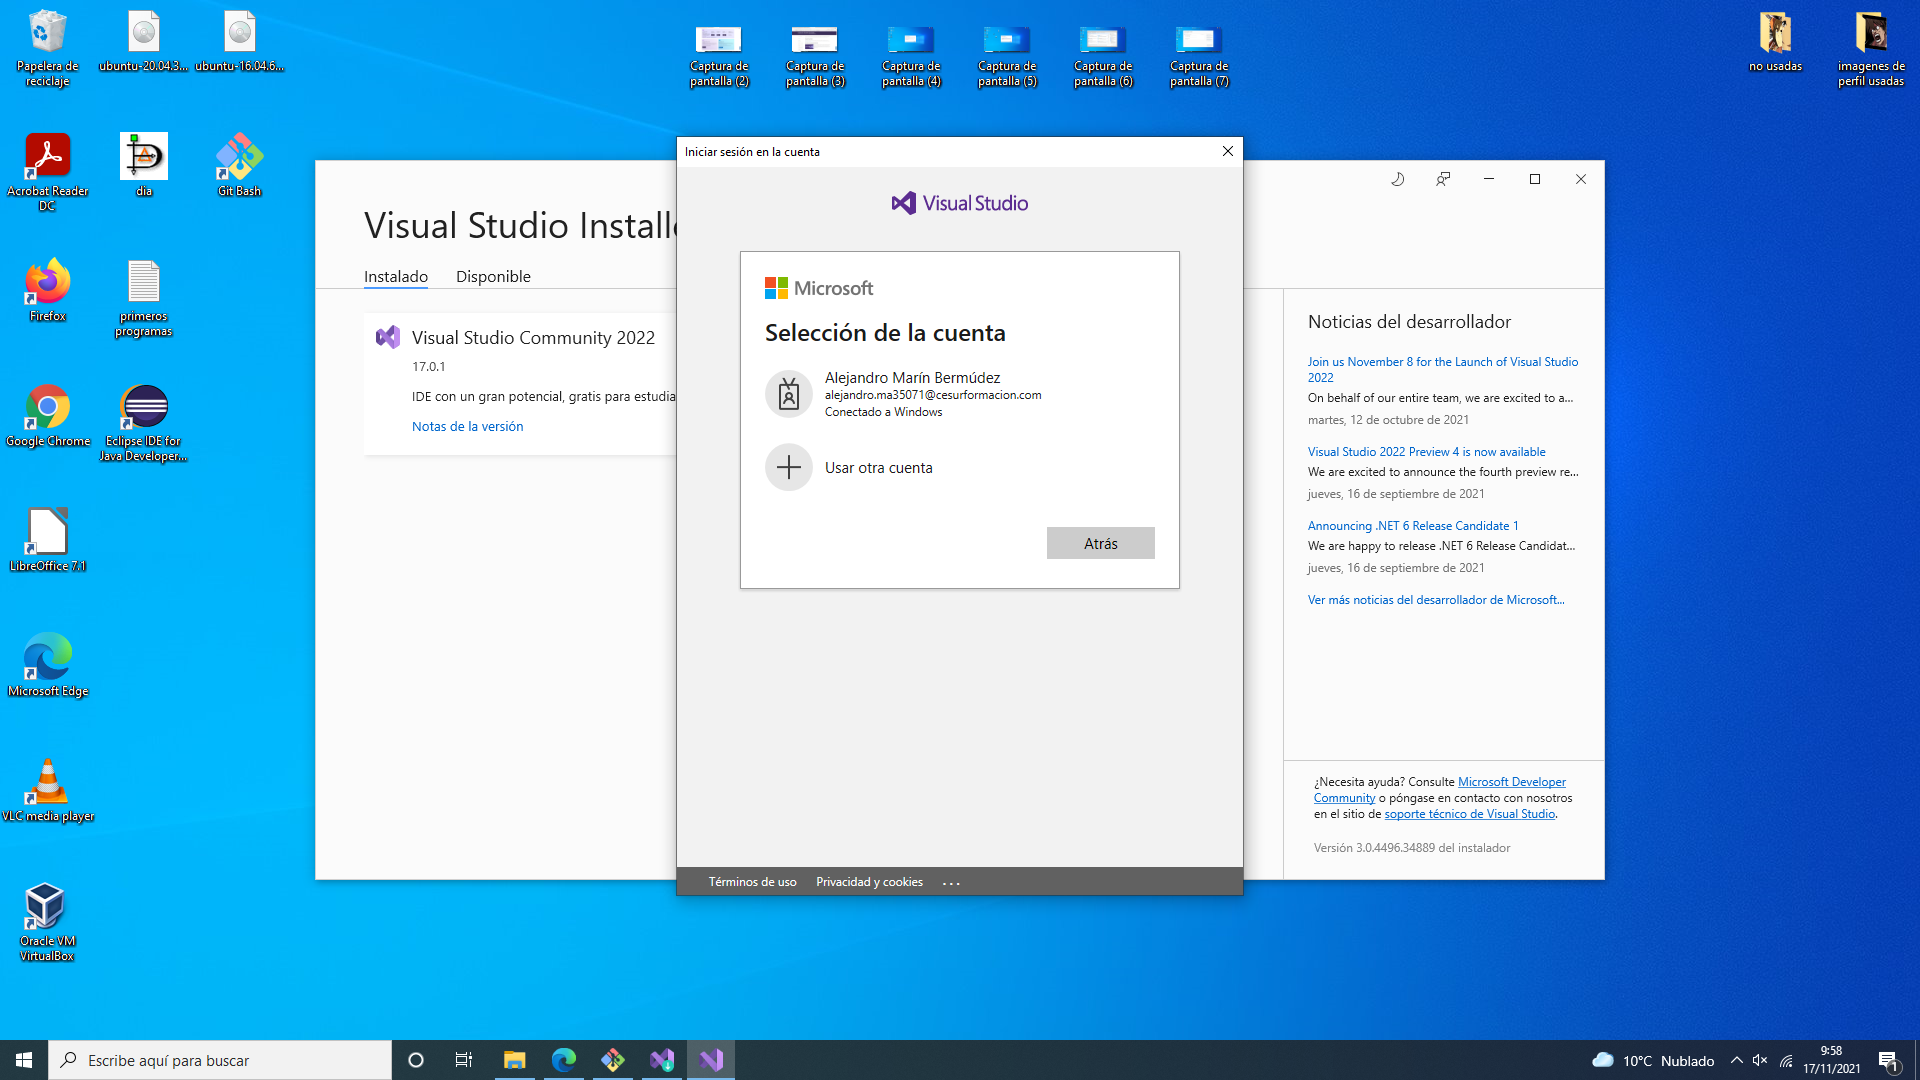 Papelera de
reciclaje
ubuntu-20.04.3...
ubuntu-16.04.6...
Captura de
pantalla (2)
Captura de
pantalla (3)
Captura de
pantalla (4)
Captura de
pantalla (5)
Captura de
pantalla (6)
Captura de
pantalla (7)
no usadas
imagenes de
perfil usadas
Acrobat Reader
DC
dia
Git Bash
Firefox
primeros
programas
Google Chrome
Eclipse IDE for
Java Developer...
LibreOffice 7.1
Microsoft Edge
VLC media player
Oracle VM
VirtualBox
Visual Studio Installe
Instalado
Disponible
Visual Studio Community 2022
17.0.1
IDE con un gran potencial, gratis para estudia
Notas de la versión
Iniciar sesión en la cuenta
Visual Studio
Microsoft
Selección de la cuenta
Alejandro Marín Bermúdez
alejandro.ma35071@cesurformacion.com
Conectado a Windows
Usar otra cuenta
Atrás
Términos de uso
Privacidad y cookies
...
Noticias del desarrollador
Join us November 8 for the Launch of Visual Studio
2022
On behalf of our entire team, we are excited to a...
martes, 12 de octubre de 2021
Visual Studio 2022 Preview 4 is now available
We are excited to announce the fourth preview re...
jueves, 16 de septiembre de 2021
Announcing .NET 6 Release Candidate 1
We are happy to release .NET 6 Release Candidat...
jueves, 16 de septiembre de 2021
Ver más noticias del desarrollador de Microsoft...
¿Necesita ayuda? Consulte Microsoft Developer
Community o póngase en contacto con nosotros
en el sitio de soporte técnico de Visual Studio.
Versión 3.0.4496.34889 del instalador
Escribe aquí para buscar
10°C Nublado
9:58
17/11/2021
1